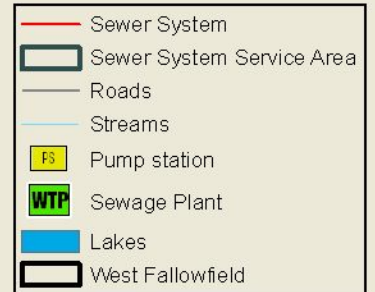 Sewer System
Sewer System Service Area
Roads
Streams
PS Pump station
WTP Sewage Plant
Lakes
West Fallowfield